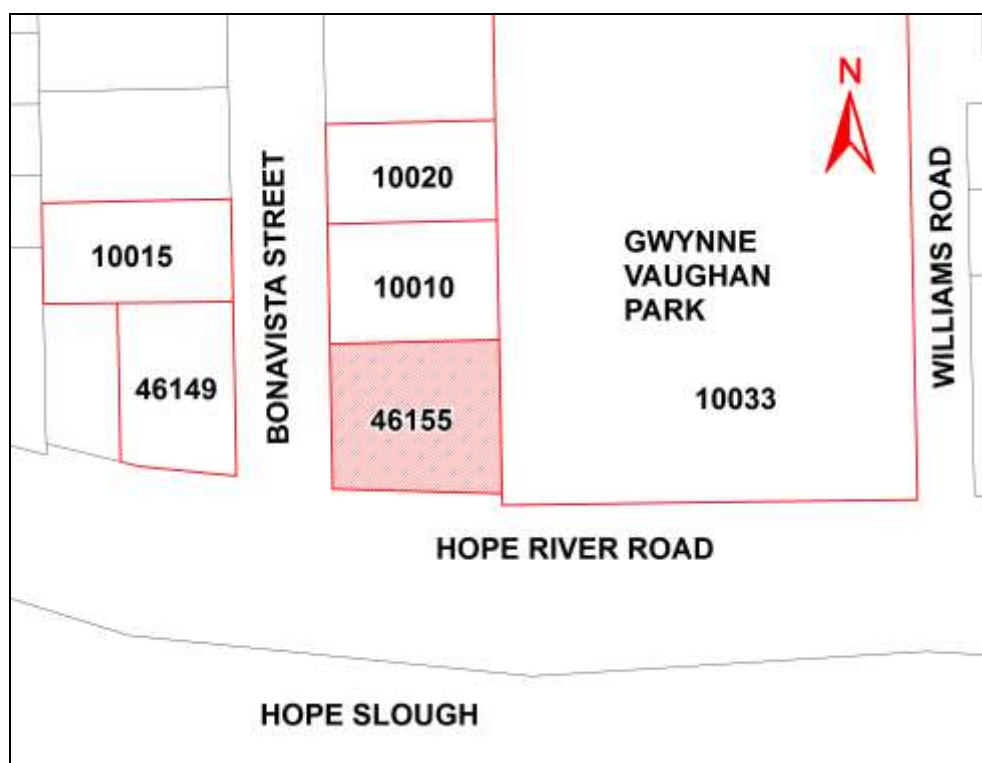 N
10020
BONAVISTA STREET
WILLIAMS ROAD
10015
GWYNNE
VAUGHAN
PARK
10010
46149
10033
46155
HOPE RIVER ROAD
HOPE SLOUGH